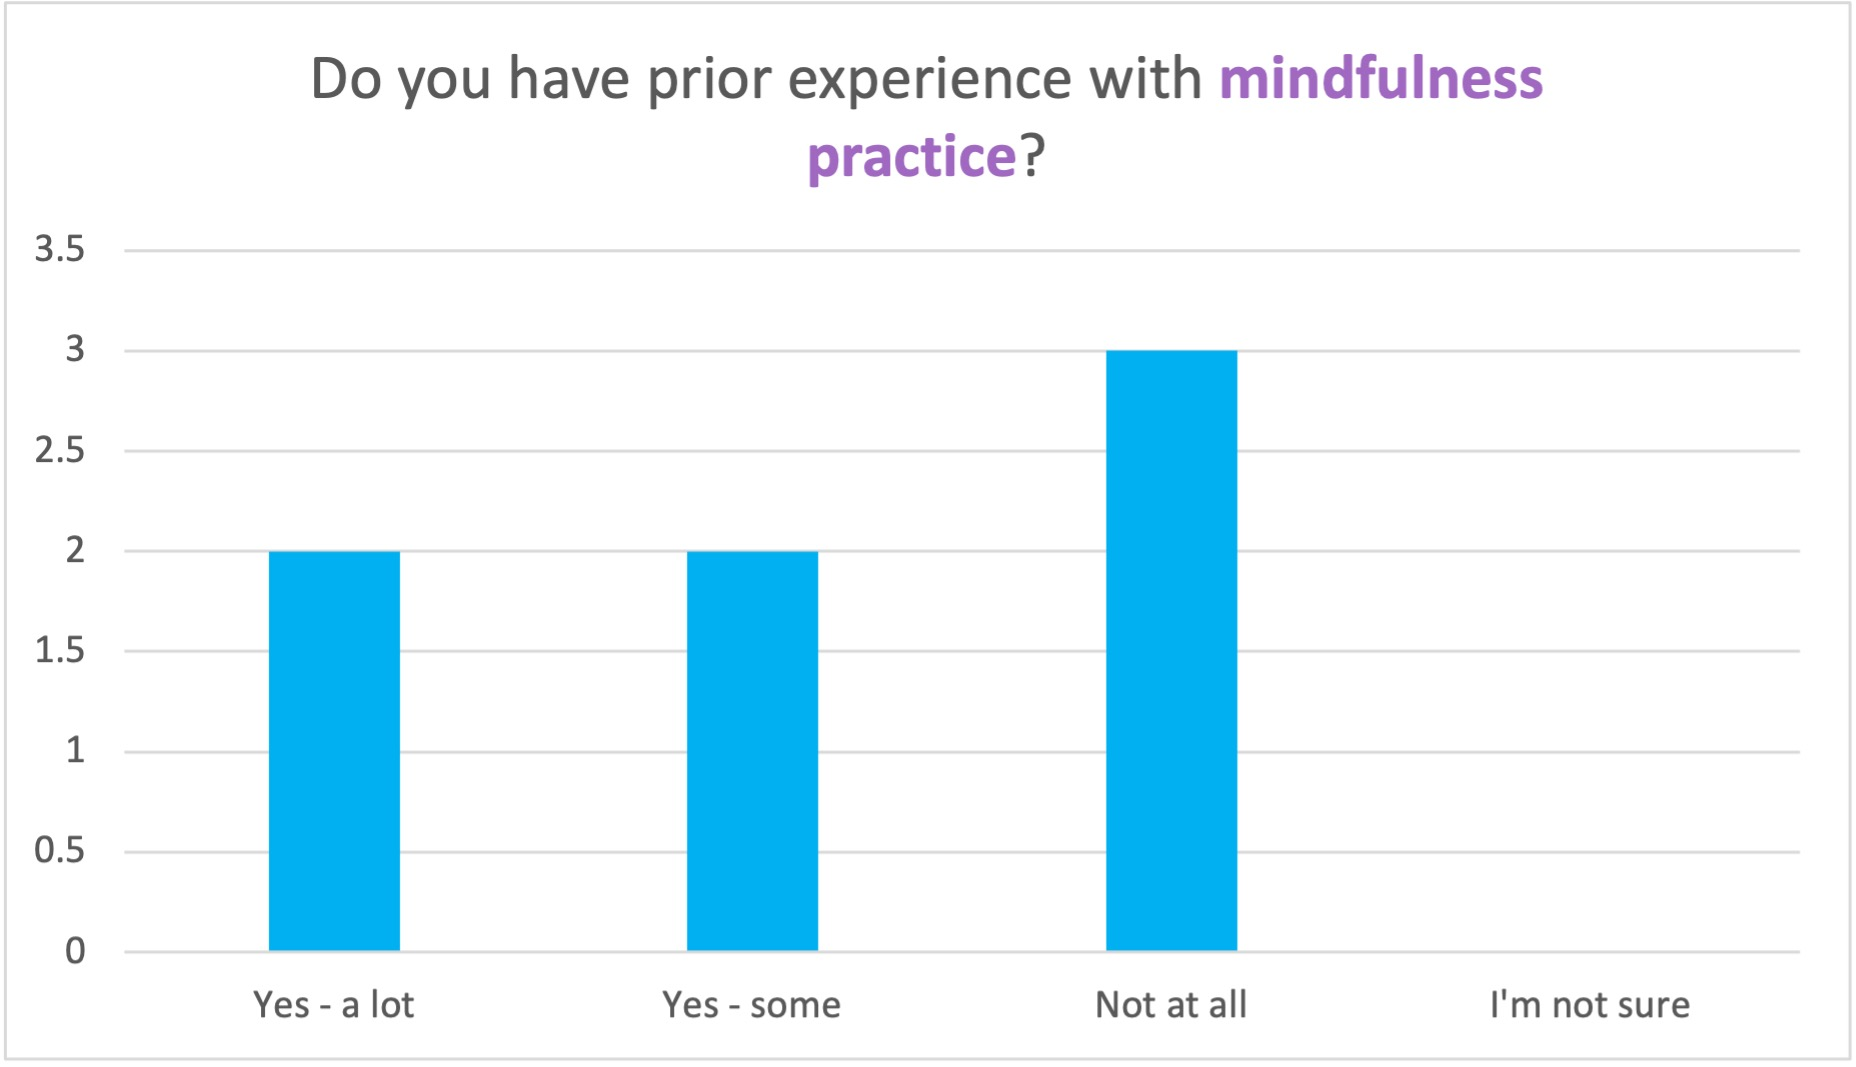 Do you have prior experience with mindfulness
practice?
3.5
3
2.5
2
1.5
1
0.5
0
Yes - a lot
Yes - some
Not at all
I'm not sure